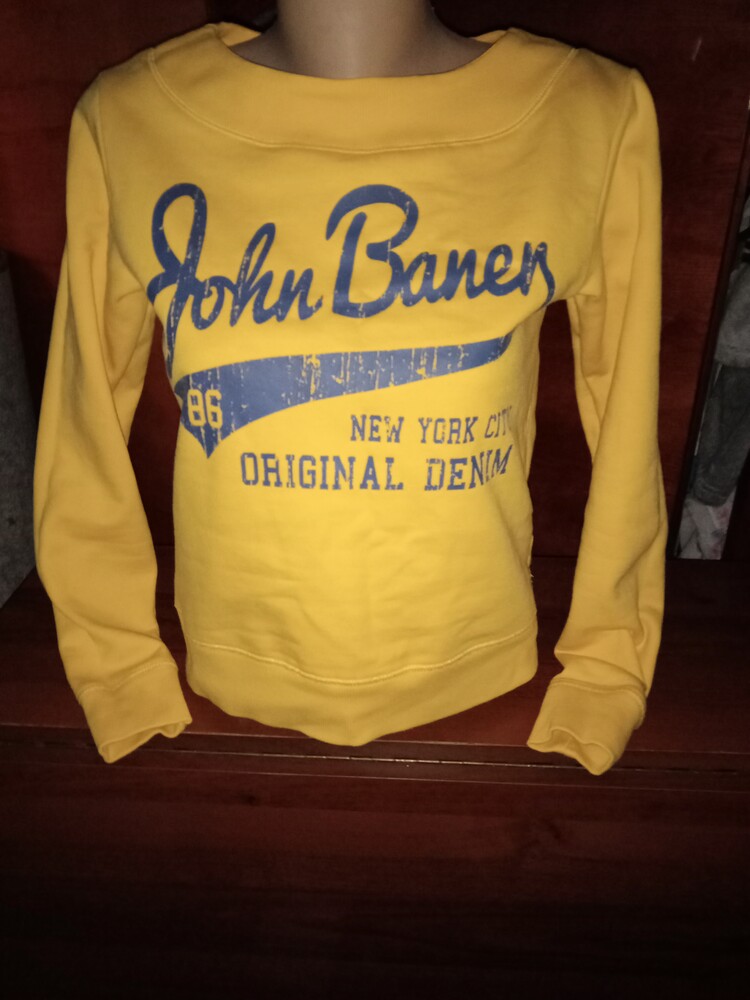 John Baner
86
NEW YORK CITY
ORIGINAL DENIM